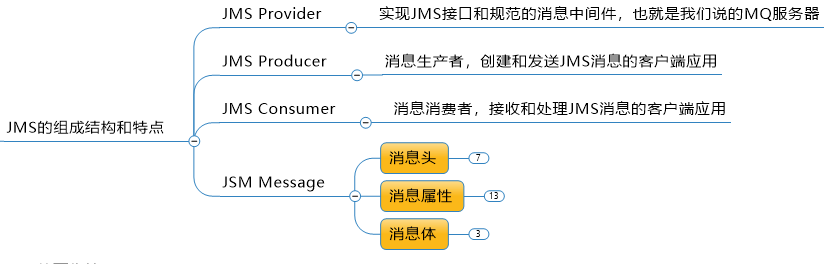 JMS Provider
实现JMS接口和规范的消息中间件，也就是我们说的MQ服务器
JMS Producer
消息生产者，创建和发送JMS消息的客户端应用
JMS Consumer
消息消费者，接收和处理JMS消息的客户端应用
JMS的组成结构和特点
JSM Message
消息头
7
消息属性
13
消息体
3